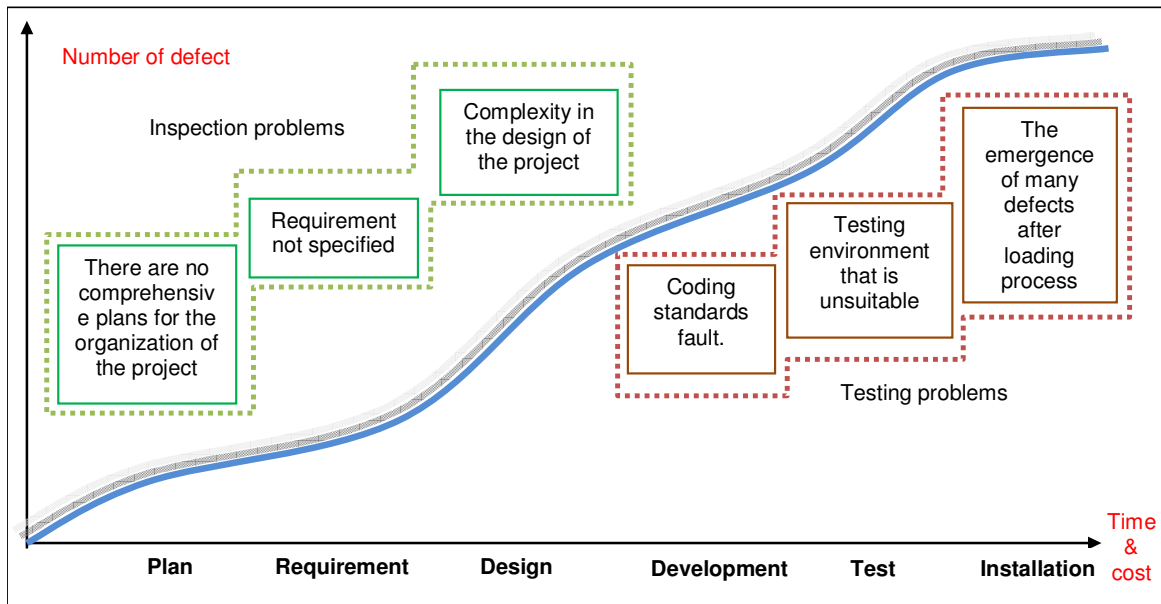 Number of defect
Inspection problems
There are no
comprehensiv
e plans for the
organization of
the project
Requirement
not specified
Complexity in
the design of
the project
Coding
standards
fault.
Testing
environment
that is
unsuitable
The
emergence
of many
defects
after
loading
process
Testing problems
Time
&
cost
Plan
Requirement
Design
Development
Test
Installation